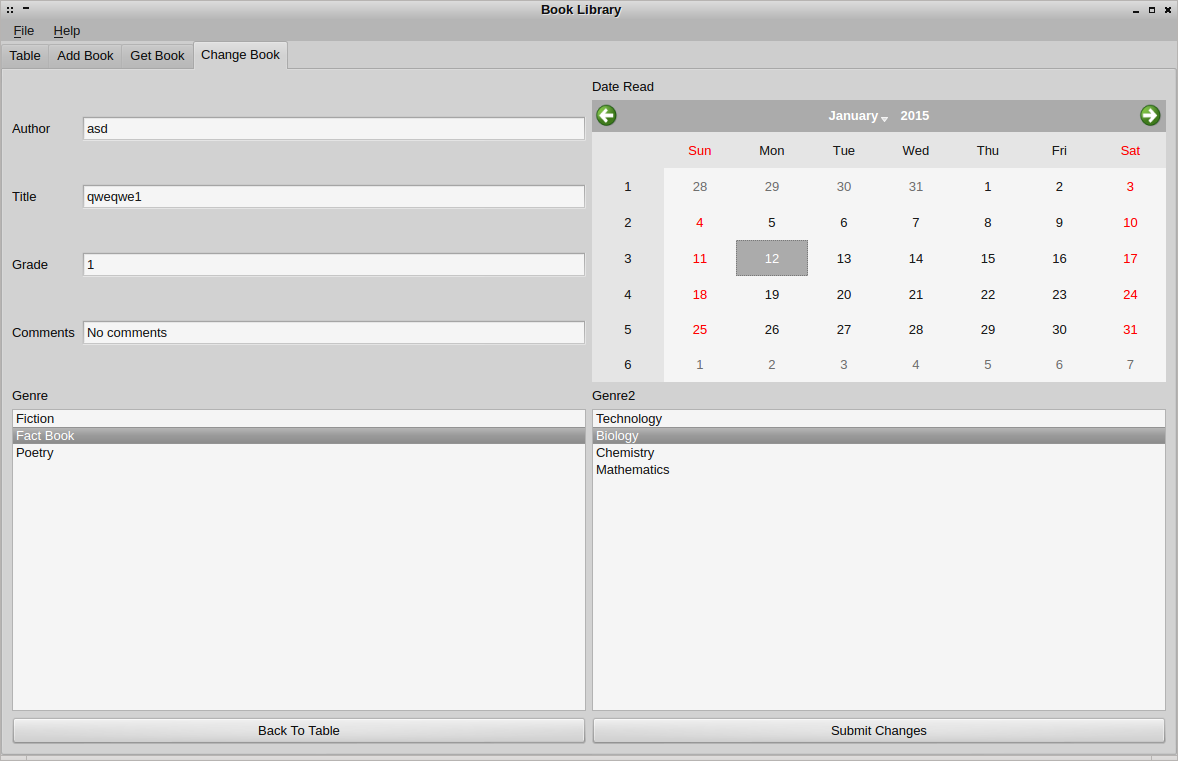 Book Library
File Help
Table Add Book Get Book Change Book
Author asd
Title qweqwe1
Grade 1
Comments No comments
Date Read
January 2015
Sun Mon Tue Wed Thu Fri Sat
1 28 29 30 31 1 2 3
2 4 5 6 7 8 9 10
3 11 12 13 14 15 16 17
4 18 19 20 21 22 23 24
5 25 26 27 28 29 30 31
6 1 2 3 4 5 6 7
Genre
Fiction
Fact Book
Poetry
Genre2
Technology
Biology
Chemistry
Mathematics
Back To Table
Submit Changes